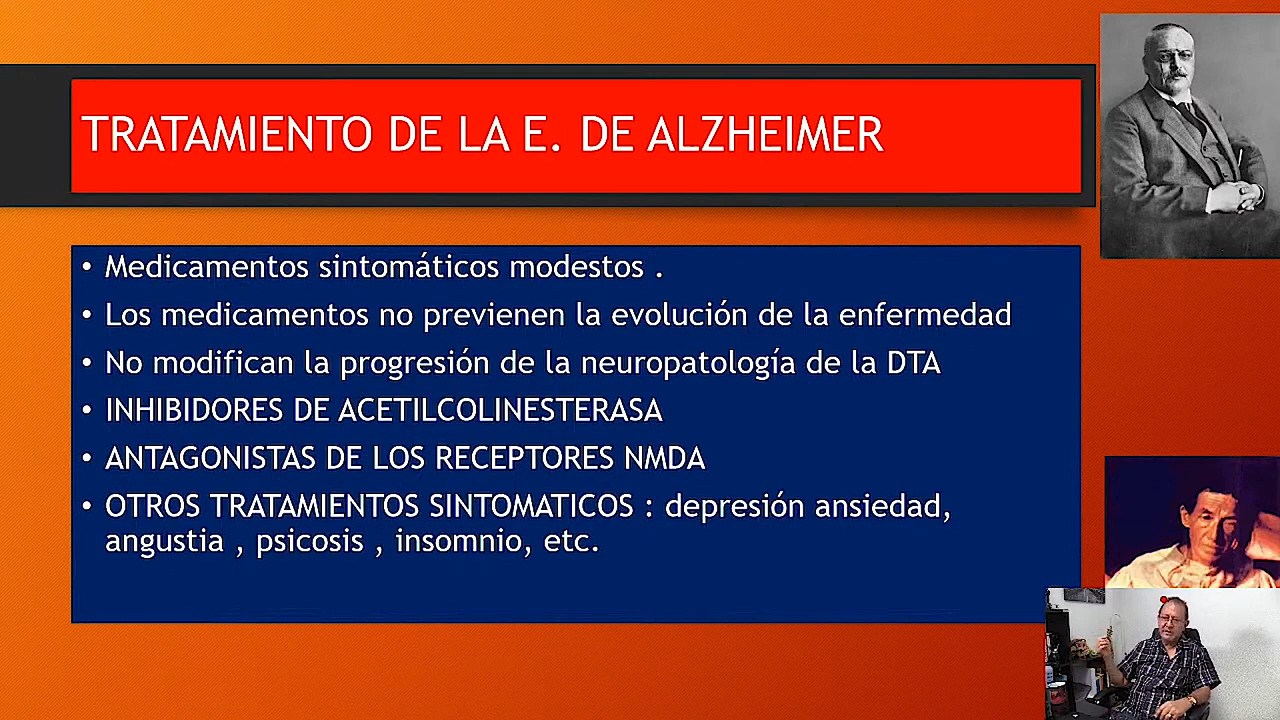 TRATAMIENTO DE LA E. DE ALZHEIMER
• Medicamentos sintomáticos modestos .
• Los medicamentos no previenen la evolución de la enfermedad
• No modifican la progresión de la neuropatología de la DTA
• INHIBIDORES DE ACETILCOLINESTERASA
• ANTAGONISTAS DE LOS RECEPTORES NMDA
• OTROS TRATAMIENTOS SINTOMATICOS : depresión ansiedad,
angustia , psicosis , insomnio, etc.